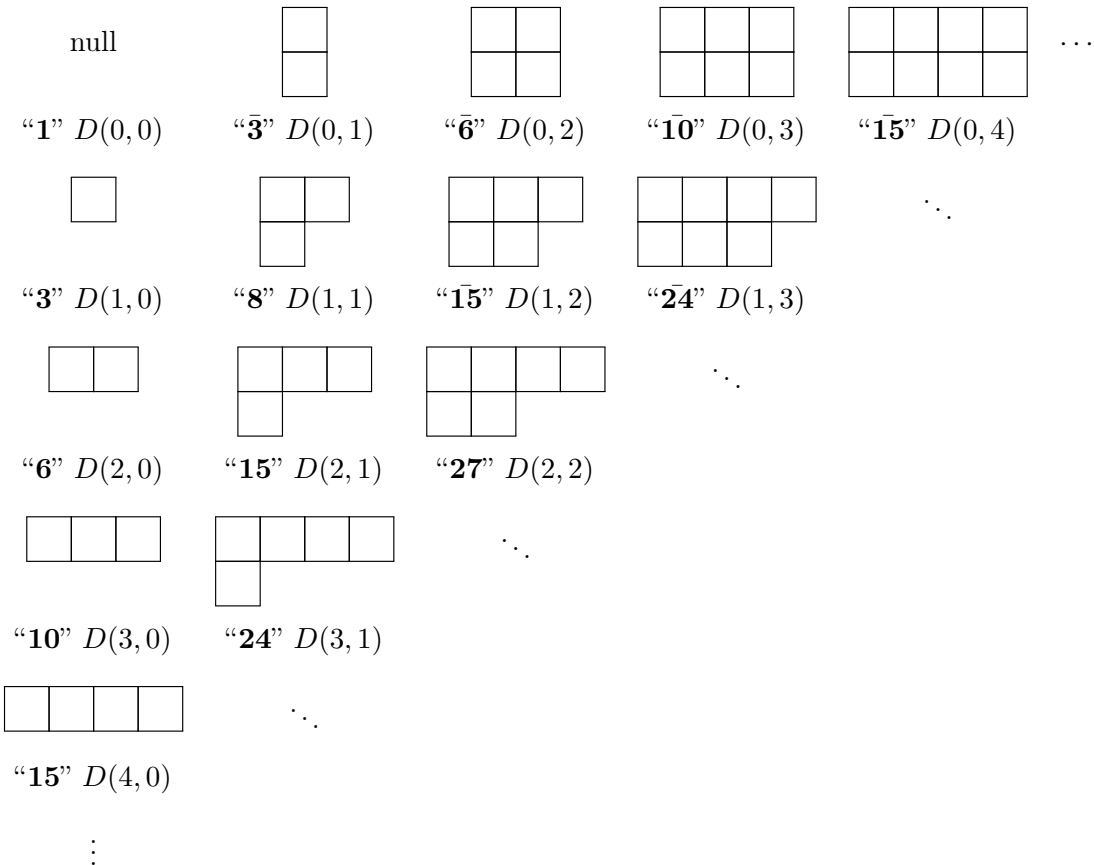 null ...
“1” D(0, 0) “3̄” D(0, 1) “6̄” D(0, 2) “1̄0” D(0, 3) “1̄5” D(0, 4)
⋱
“3” D(1, 0) “8” D(1, 1) “1̄5” D(1, 2) “2̄4” D(1, 3)
⋱
“6” D(2, 0) “15” D(2, 1) “27” D(2, 2)
⋱
“10” D(3, 0) “24” D(3, 1)
⋱
“15” D(4, 0)
⋮